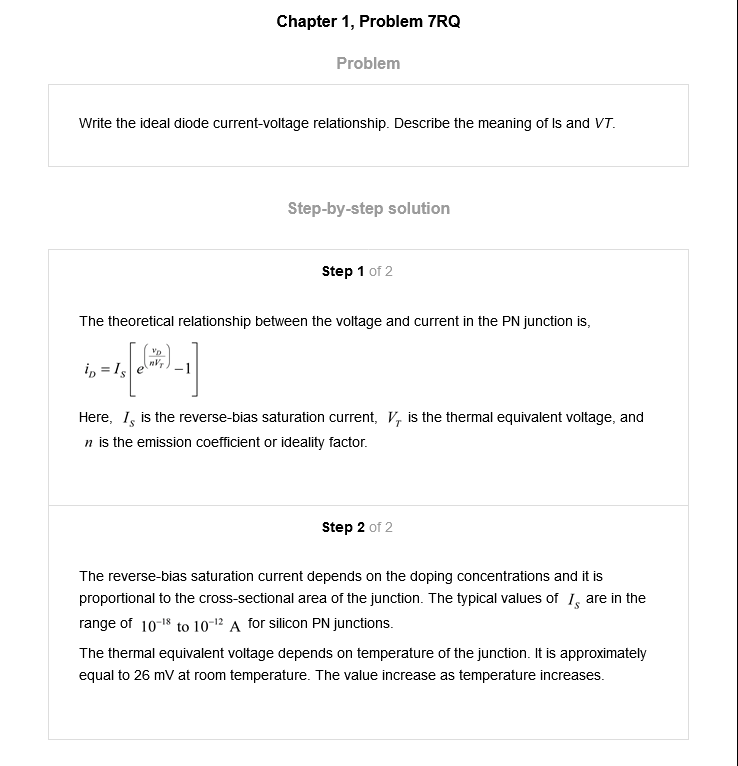 Chapter 1, Problem 7RQ
Problem
Write the ideal diode current-voltage relationship. Describe the meaning of Is and VT.
Step-by-step solution
Step 1 of 2
The theoretical relationship between the voltage and current in the PN junction is,
i_D = I_S [ e^(v_D/nV_T) − 1 ]
Here, I_S is the reverse-bias saturation current, V_T is the thermal equivalent voltage, and
n is the emission coefficient or ideality factor.
Step 2 of 2
The reverse-bias saturation current depends on the doping concentrations and it is
proportional to the cross-sectional area of the junction. The typical values of I_S are in the
range of 10⁻¹⁸ to 10⁻¹² A for silicon PN junctions.
The thermal equivalent voltage depends on temperature of the junction. It is approximately
equal to 26 mV at room temperature. The value increase as temperature increases.